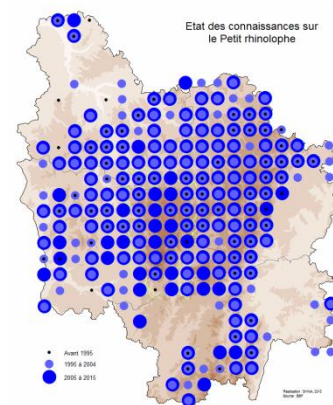 Etat des connaissances sur
le Petit rhinolophe
Avant 1995
1995 à 2004
2005 à 2015